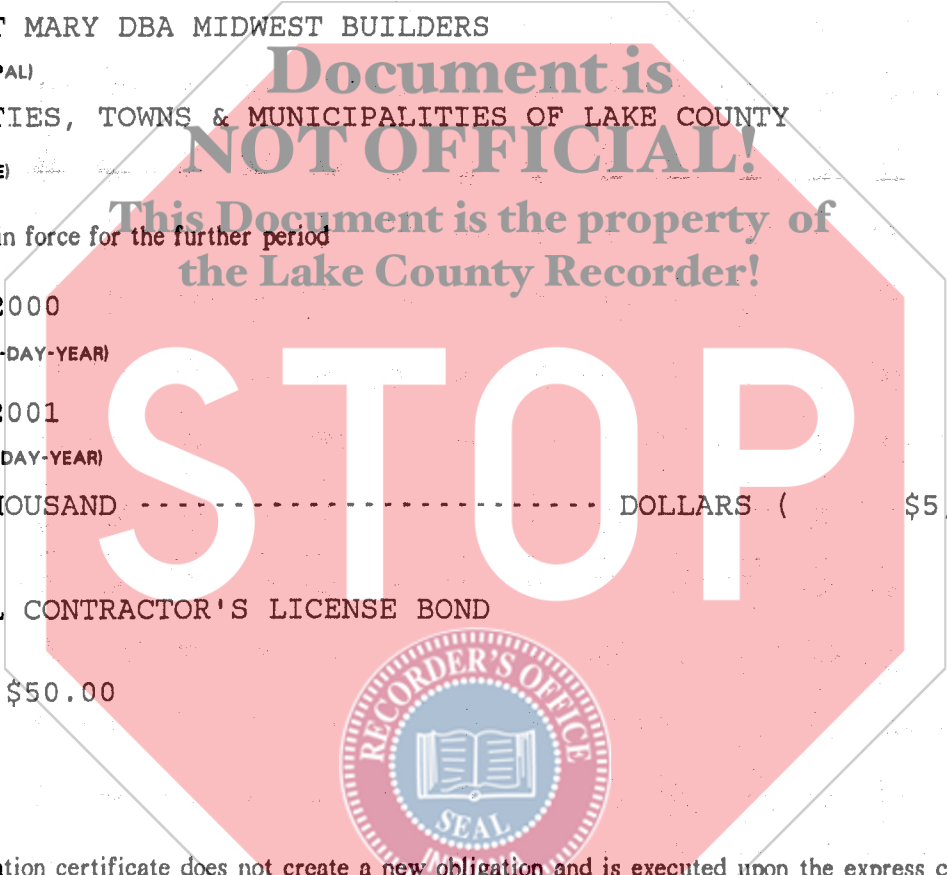 T MARY DBA MIDWEST BUILDERS
Document is
PAL)
TIES, TOWNS & MUNICIPALITIES OF LAKE COUNTY
NOT OFFICIAL!
E)
This Document is the property of
in force for the further period
the Lake County Recorder!
2000
-DAY-YEAR)
STOP
2001
DAY-YEAR)
HOUSAND - - - - - - - - - - - - - - - - - - - - - - - - - - DOLLARS ( $5
L CONTRACTOR'S LICENSE BOND
RECORDER'S OFFICE
$50.00
SEAL
INDIANA
ation certificate does not create a new obligation and is executed upon the express c